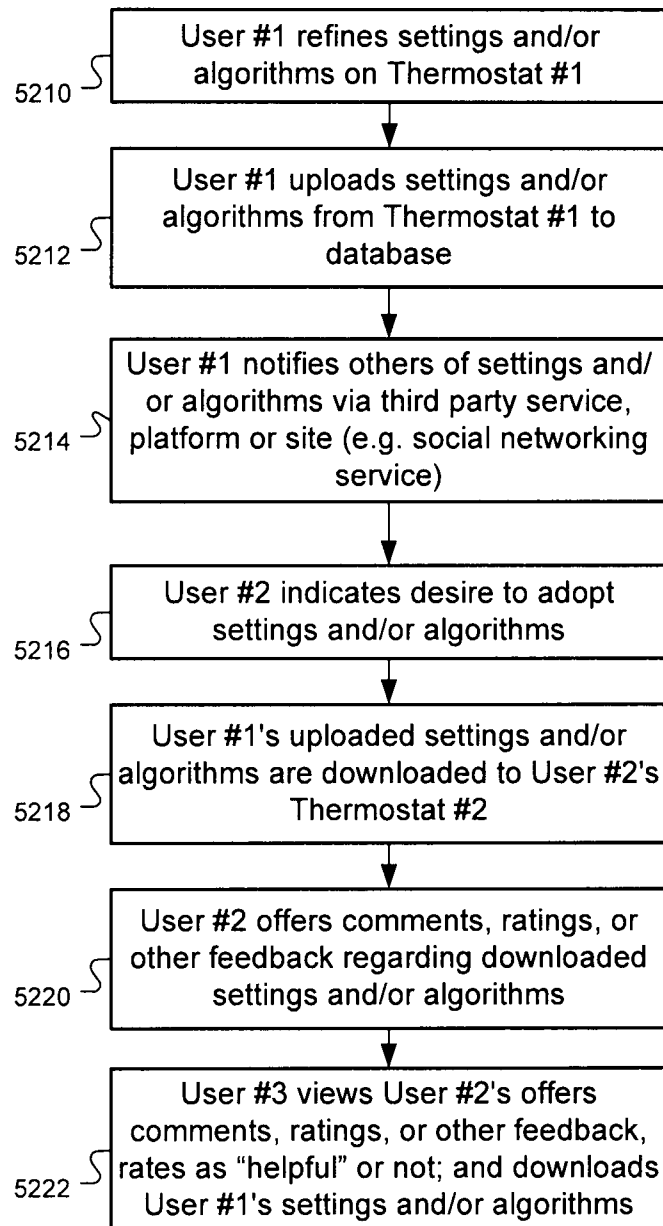 User #1 refines settings and/or
algorithms on Thermostat #1
5210
User #1 uploads settings and/or
algorithms from Thermostat #1 to
database
5212
User #1 notifies others of settings and/
or algorithms via third party service,
platform or site (e.g. social networking
service)
5214
User #2 indicates desire to adopt
settings and/or algorithms
5216
User #1's uploaded settings and/or
algorithms are downloaded to User #2's
Thermostat #2
5218
User #2 offers comments, ratings, or
other feedback regarding downloaded
settings and/or algorithms
5220
User #3 views User #2's offers
comments, ratings, or other feedback,
rates as “helpful” or not; and downloads
User #1's settings and/or algorithms
5222